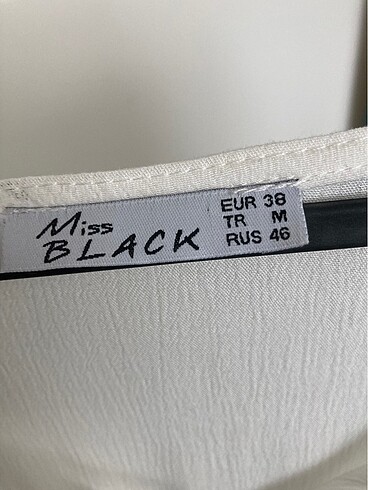 Miss
BLACK
EUR 38
TR M
RUS 46